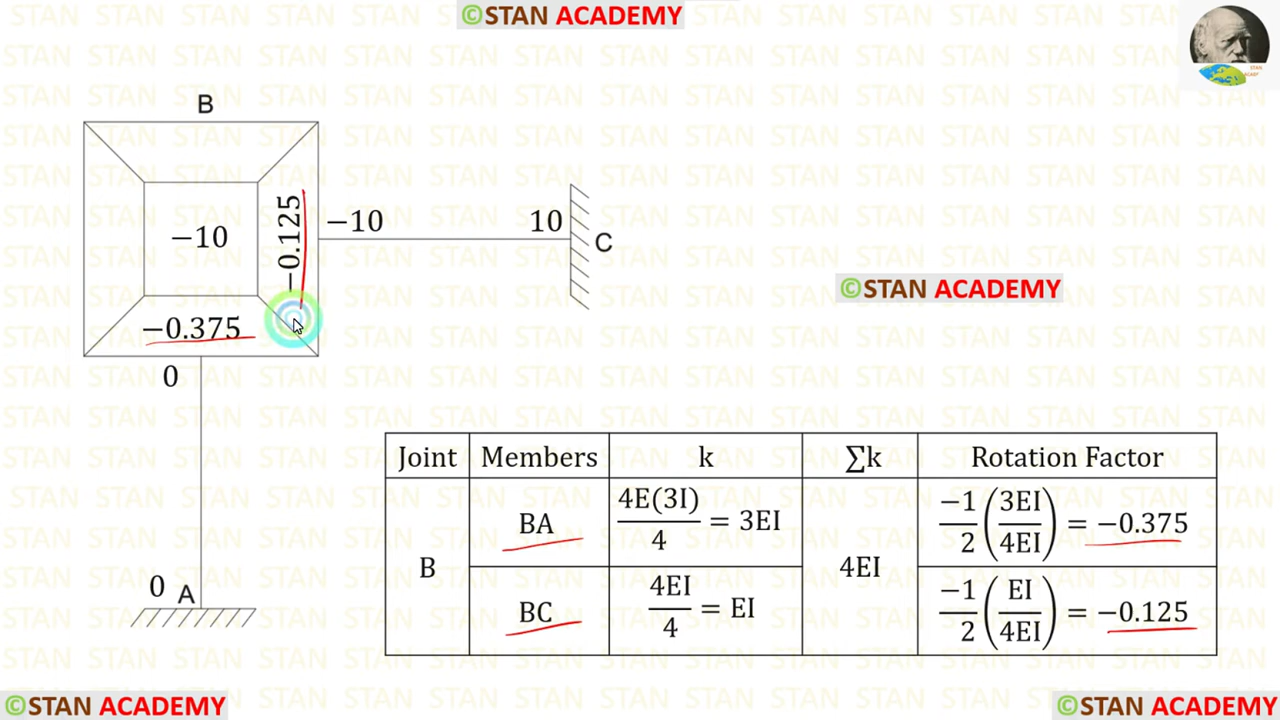 ©STAN ACADEMY
STAN ACAD
B
−10
−0.125
−10
10
C
©STAN ACADEMY
−0.375
0
0
A
Joint Members k ∑k Rotation Factor
B BA 4E(3I)/4 = 3EI 4EI −1/2(3EI/4EI) = −0.375
BC 4EI/4 = EI −1/2(EI/4EI) = −0.125
©STAN ACADEMY
©STAN ACADEMY